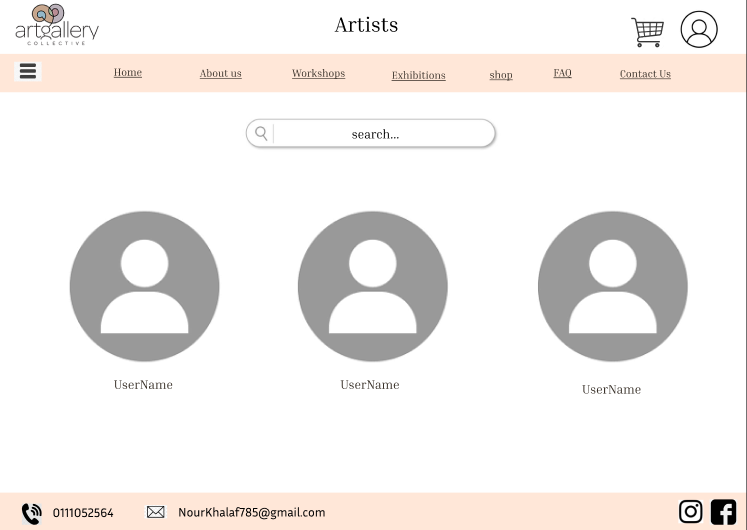 artgallery
COLLECTIVE
Artists
Home About us Workshops Exhibitions shop FAQ Contact Us
search...
UserName UserName UserName
0111052564 NourKhalaf785@gmail.com